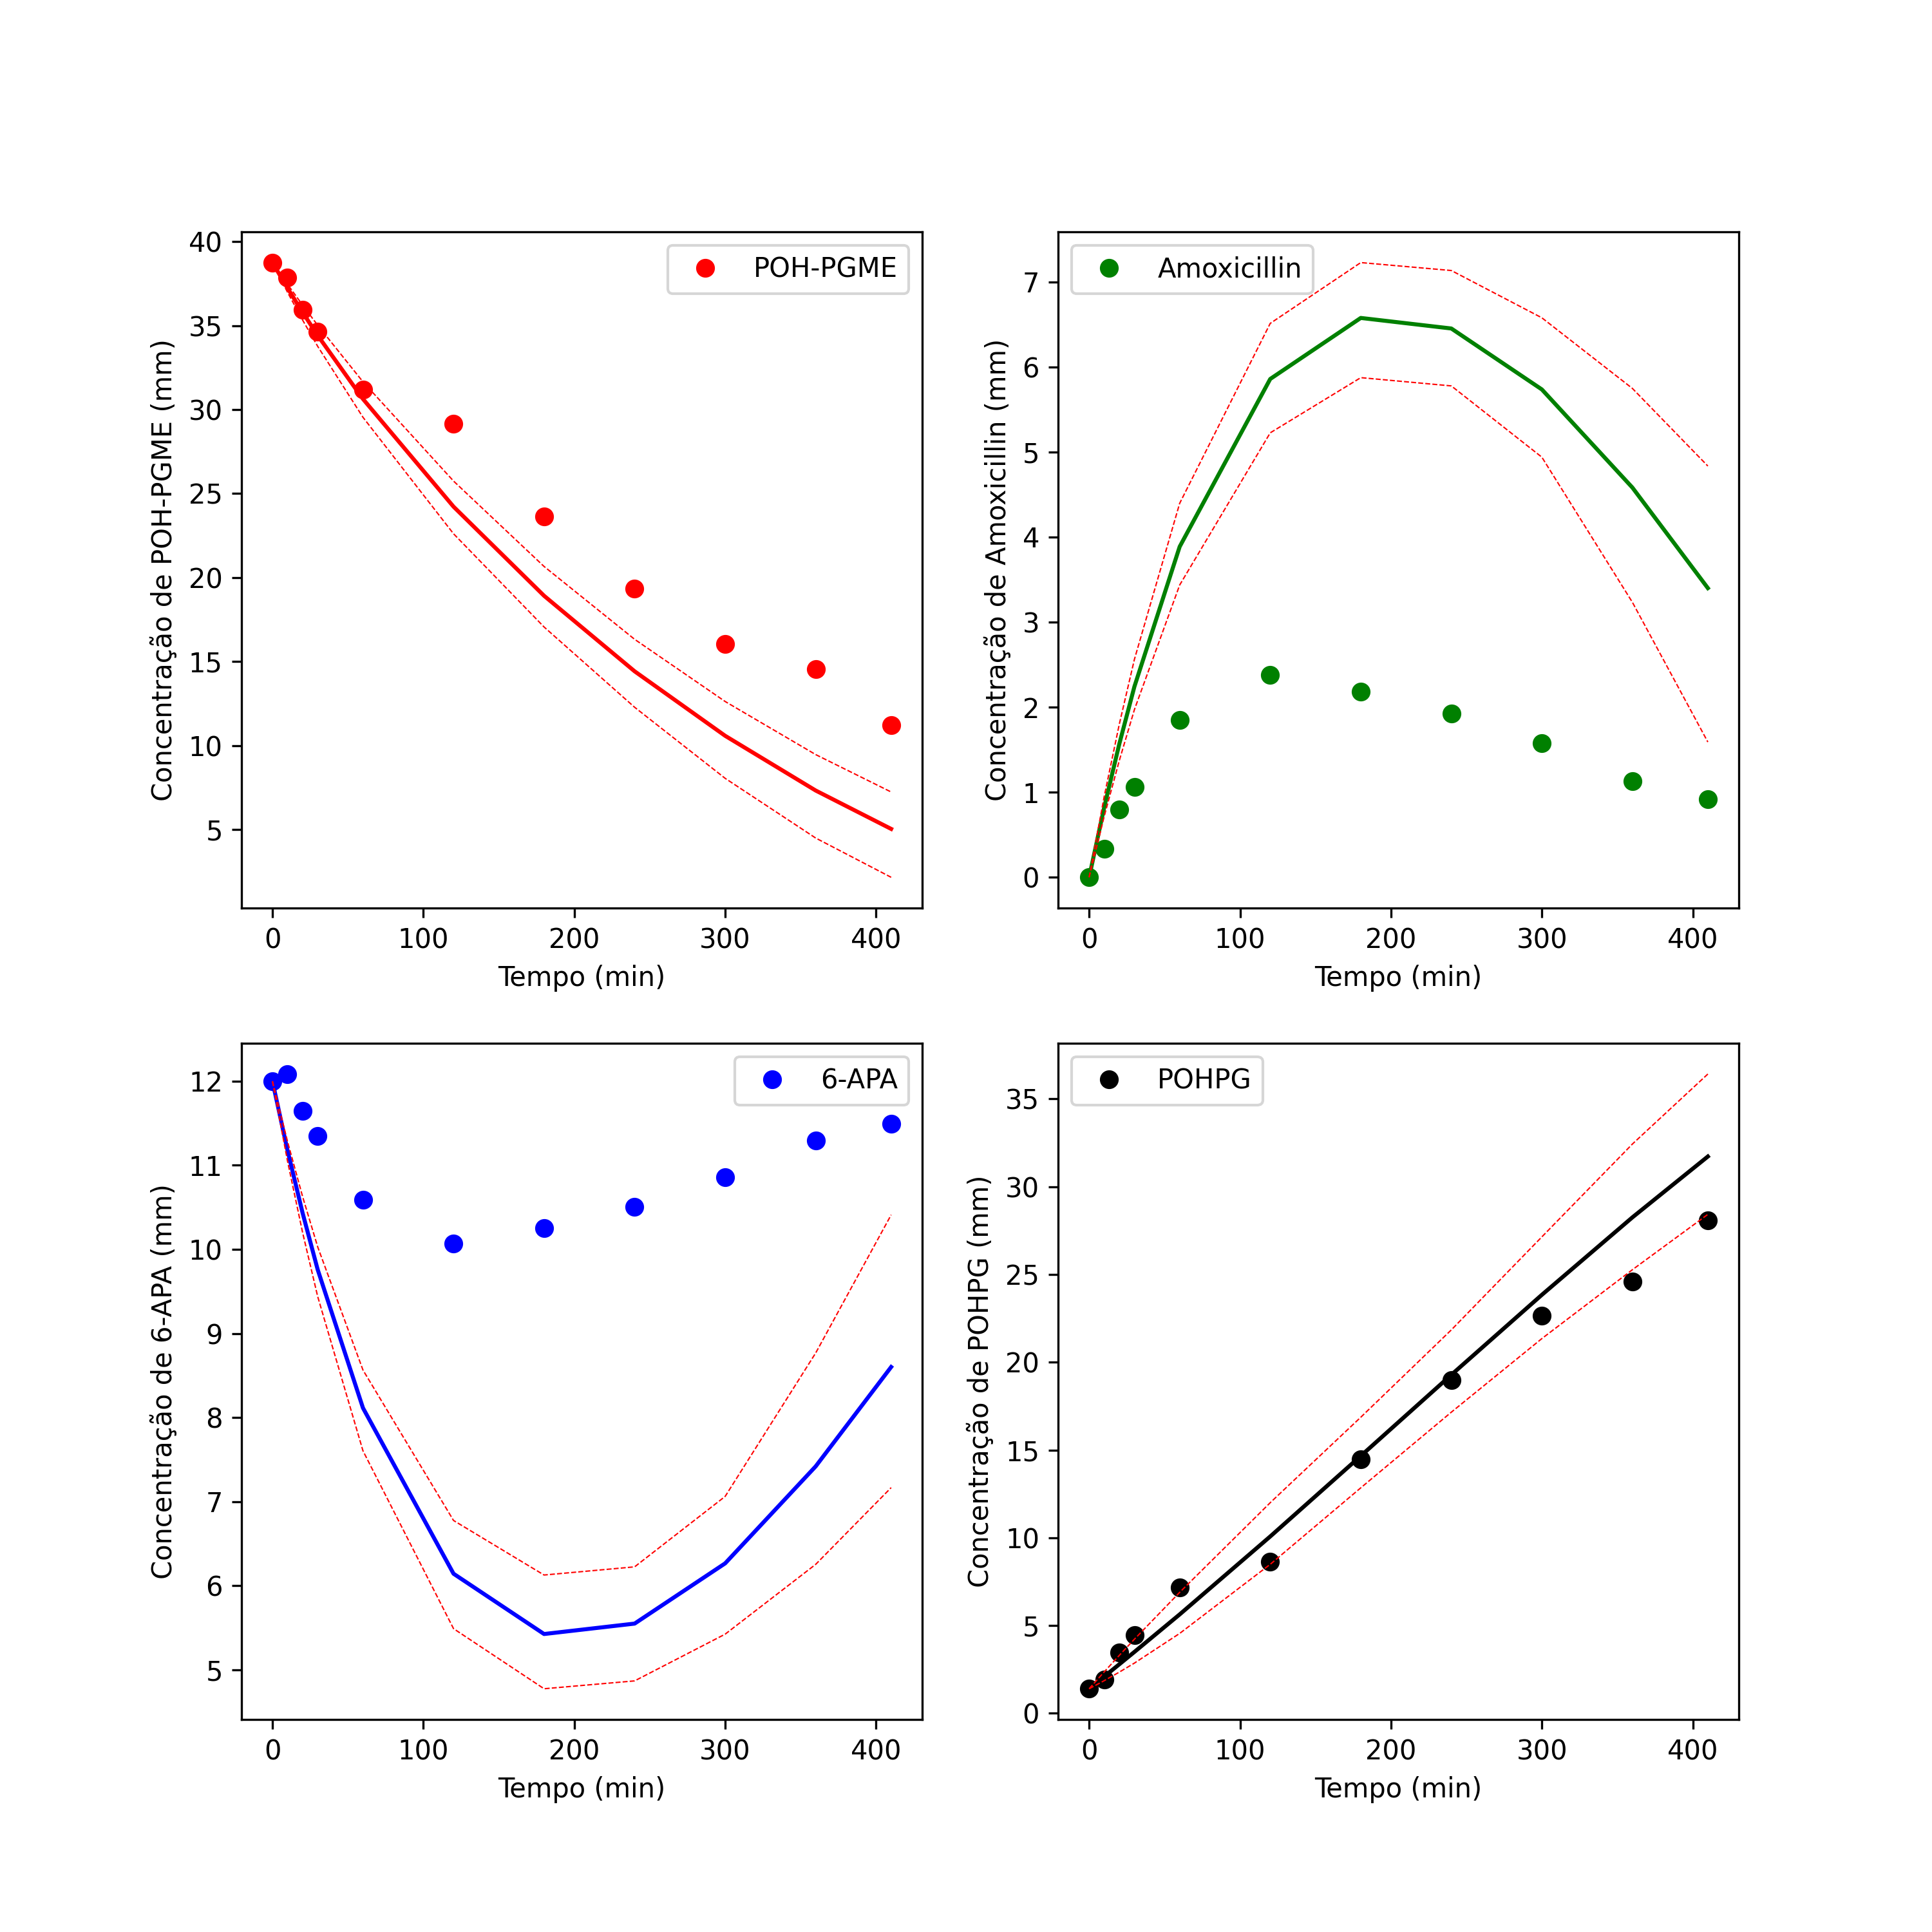 POH-PGME
40
35
30
25
20
15
10
5
Concentração de POH-PGME (mm)
0 100 200 300 400
Tempo (min)
Amoxicillin
7
6
5
4
3
2
1
0
Concentração de Amoxicillin (mm)
0 100 200 300 400
Tempo (min)
6-APA
12
11
10
9
8
7
6
5
Concentração de 6-APA (mm)
0 100 200 300 400
Tempo (min)
POHPG
35
30
25
20
15
10
5
0
Concentração de POHPG (mm)
0 100 200 300 400
Tempo (min)